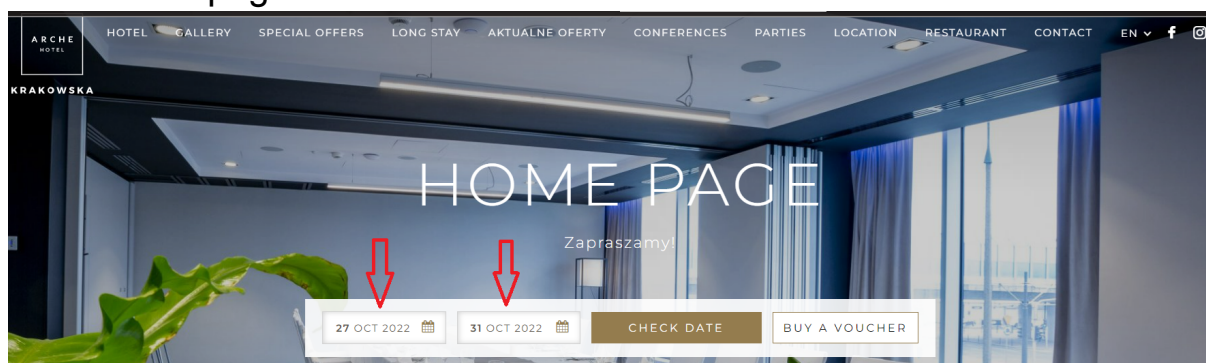 ARCHE
HOTEL
KRAKOWSKA
HOTEL GALLERY SPECIAL OFFERS LONG STAY AKTUALNE OFERTY CONFERENCES PARTIES LOCATION RESTAURANT CONTACT EN
HOME PAGE
Zapraszamy!
27 OCT 2022 31 OCT 2022 CHECK DATE BUY A VOUCHER